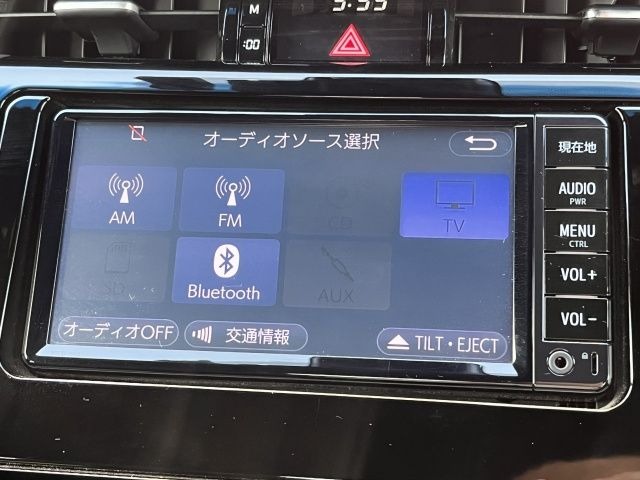 M
:00
オーディオソース選択
AM
FM
CD
TV
SD
Bluetooth
AUX
オーディオOFF
交通情報
TILT・EJECT
現在地
AUDIO
PWR
MENU
CTRL
VOL+
VOL-